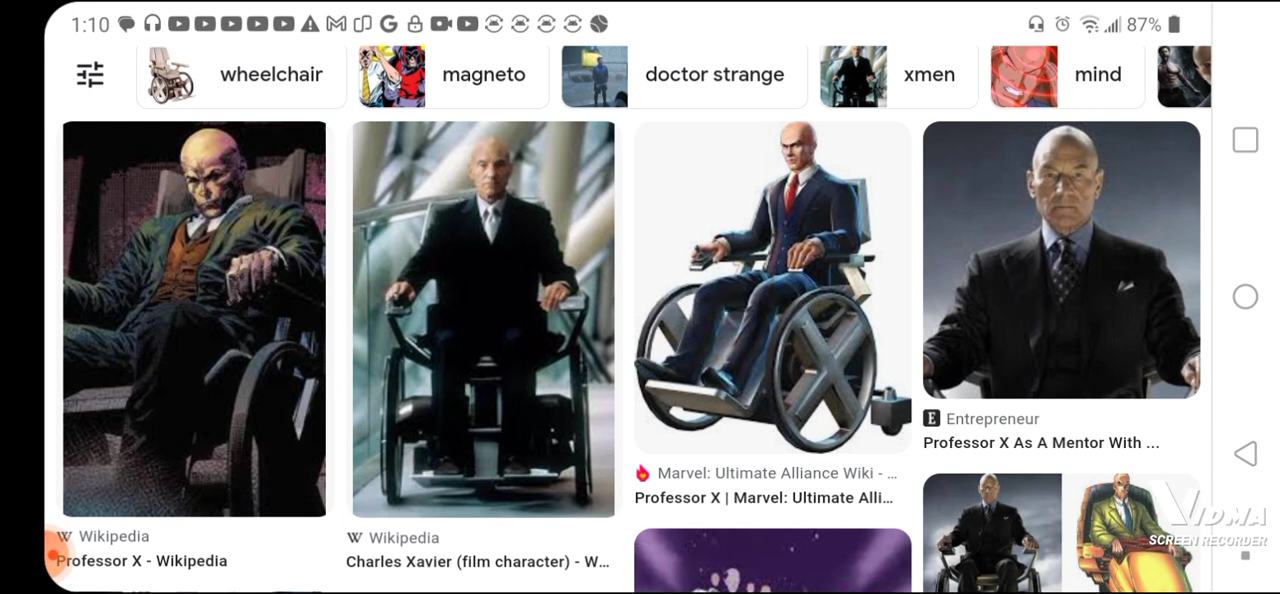 1:10
87%
wheelchair
magneto
doctor strange
xmen
mind
Entrepreneur
Professor X As A Mentor With ...
Marvel: Ultimate Alliance Wiki - ...
Professor X | Marvel: Ultimate Alli...
W Wikipedia
Professor X - Wikipedia
W Wikipedia
Charles Xavier (film character) - W...
VIDMA
SCREEN RECORDER